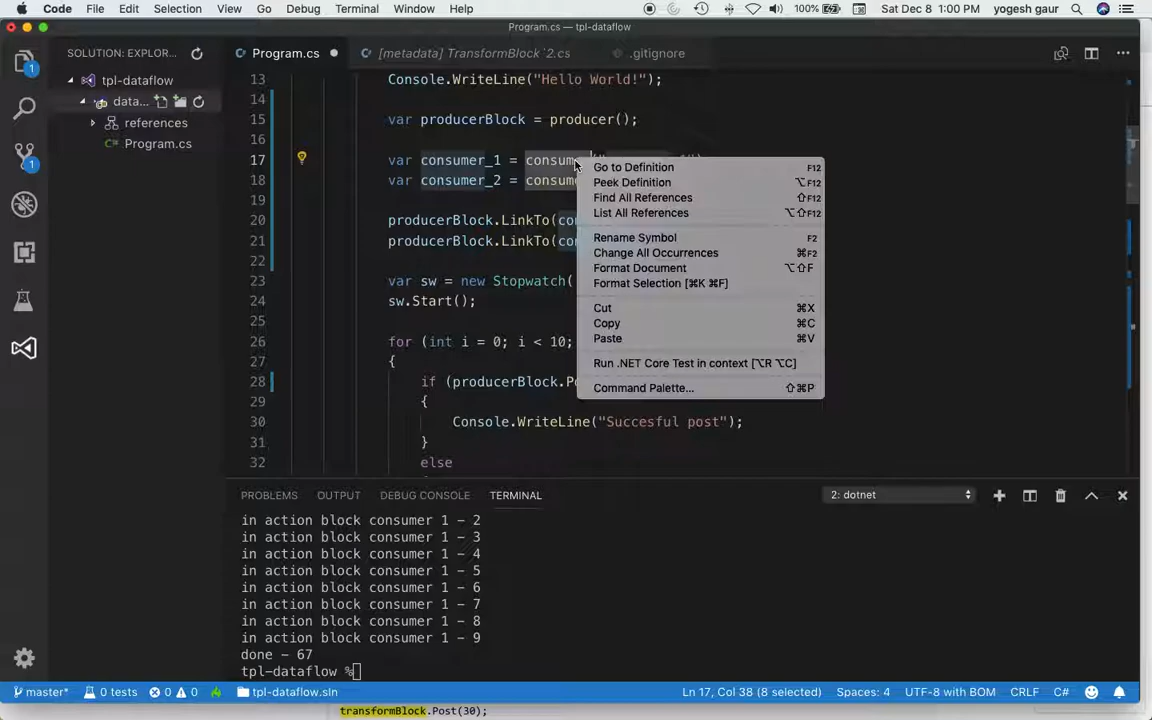 Code File Edit Selection View Go Debug Terminal Window Help 100% Sat Dec 8 1:00 PM yogesh gaur
Program.cs — tpl-dataflow
SOLUTION: EXPLOR...
Program.cs
[metadata] TransformBlock`2.cs
.gitignore
1
tpl-dataflow
data...
references
Program.cs
1
13 Console.WriteLine("Hello World!");
14
15 var producerBlock = producer();
16
17 var consumer_1 = consume
18 var consumer_2 = consum
19
20 producerBlock.LinkTo(co
21 producerBlock.LinkTo(co
22
23 var sw = new Stopwatch(
24 sw.Start();
25
26 for (int i = 0; i < 10;
27 {
28 if (producerBlock.P
29 {
30 Console.WriteLine("Succesful post");
31 }
32 else
Go to Definition F12
Peek Definition ⌥F12
Find All References ⇧F12
List All References ⌥⇧F12
Rename Symbol F2
Change All Occurrences ⌘F2
Format Document ⌥⇧F
Format Selection [⌘K ⌘F]
Cut ⌘X
Copy ⌘C
Paste ⌘V
Run .NET Core Test in context [⌥R ⌥C]
Command Palette... ⇧⌘P
PROBLEMS OUTPUT DEBUG CONSOLE TERMINAL 2: dotnet
in action block consumer 1 - 2
in action block consumer 1 - 3
in action block consumer 1 - 4
in action block consumer 1 - 5
in action block consumer 1 - 6
in action block consumer 1 - 7
in action block consumer 1 - 8
in action block consumer 1 - 9
done - 67
tpl-dataflow %
master* 0 tests 0 0 tpl-dataflow.sln Ln 17, Col 38 (8 selected) Spaces: 4 UTF-8 with BOM CRLF C#
transformBlock.Post(30);